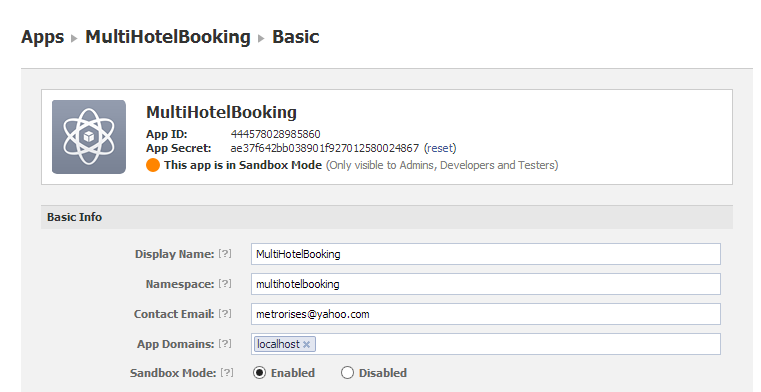 Apps ▸ MultiHotelBooking ▸ Basic
MultiHotelBooking
App ID: 444578028985860
App Secret: ae37f642bb038901f927012580024867 (reset)
This app is in Sandbox Mode (Only visible to Admins, Developers and Testers)
Basic Info
Display Name: [?] MultiHotelBooking
Namespace: [?] multihotelbooking
Contact Email: [?] metrorises@yahoo.com
App Domains: [?] localhost ×
Sandbox Mode: [?] Enabled Disabled